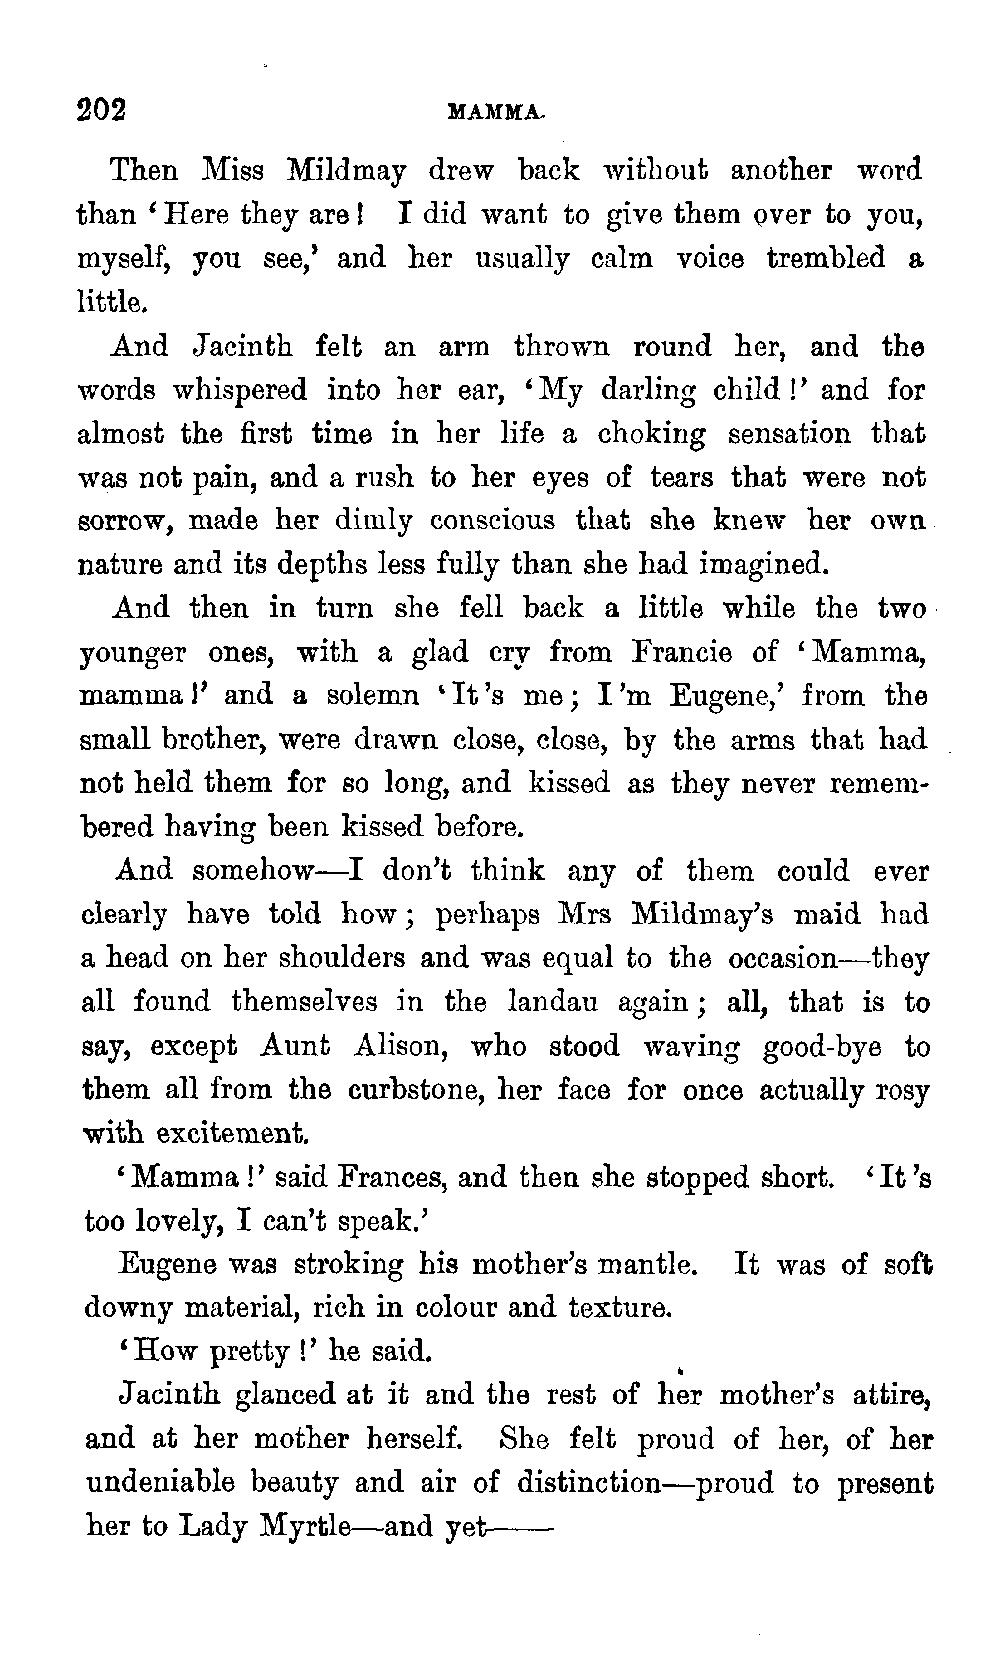 202 MAMMA.
Then Miss Mildmay drew back without another word
than ‘Here they are! I did want to give them over to you,
myself, you see,’ and her usually calm voice trembled a
little.
And Jacinth felt an arm thrown round her, and the
words whispered into her ear, ‘My darling child!’ and for
almost the first time in her life a choking sensation that
was not pain, and a rush to her eyes of tears that were not
sorrow, made her dimly conscious that she knew her own
nature and its depths less fully than she had imagined.
And then in turn she fell back a little while the two
younger ones, with a glad cry from Francie of ‘Mamma,
mamma!’ and a solemn ‘It’s me; I’m Eugene,’ from the
small brother, were drawn close, close, by the arms that had
not held them for so long, and kissed as they never remem-
bered having been kissed before.
And somehow—I don’t think any of them could ever
clearly have told how; perhaps Mrs Mildmay’s maid had
a head on her shoulders and was equal to the occasion—they
all found themselves in the landau again; all, that is to
say, except Aunt Alison, who stood waving good-bye to
them all from the curbstone, her face for once actually rosy
with excitement.
‘Mamma!’ said Frances, and then she stopped short. ‘It’s
too lovely, I can’t speak.’
Eugene was stroking his mother’s mantle. It was of soft
downy material, rich in colour and texture.
‘How pretty!’ he said.
Jacinth glanced at it and the rest of her mother’s attire,
and at her mother herself. She felt proud of her, of her
undeniable beauty and air of distinction—proud to present
her to Lady Myrtle—and yet——